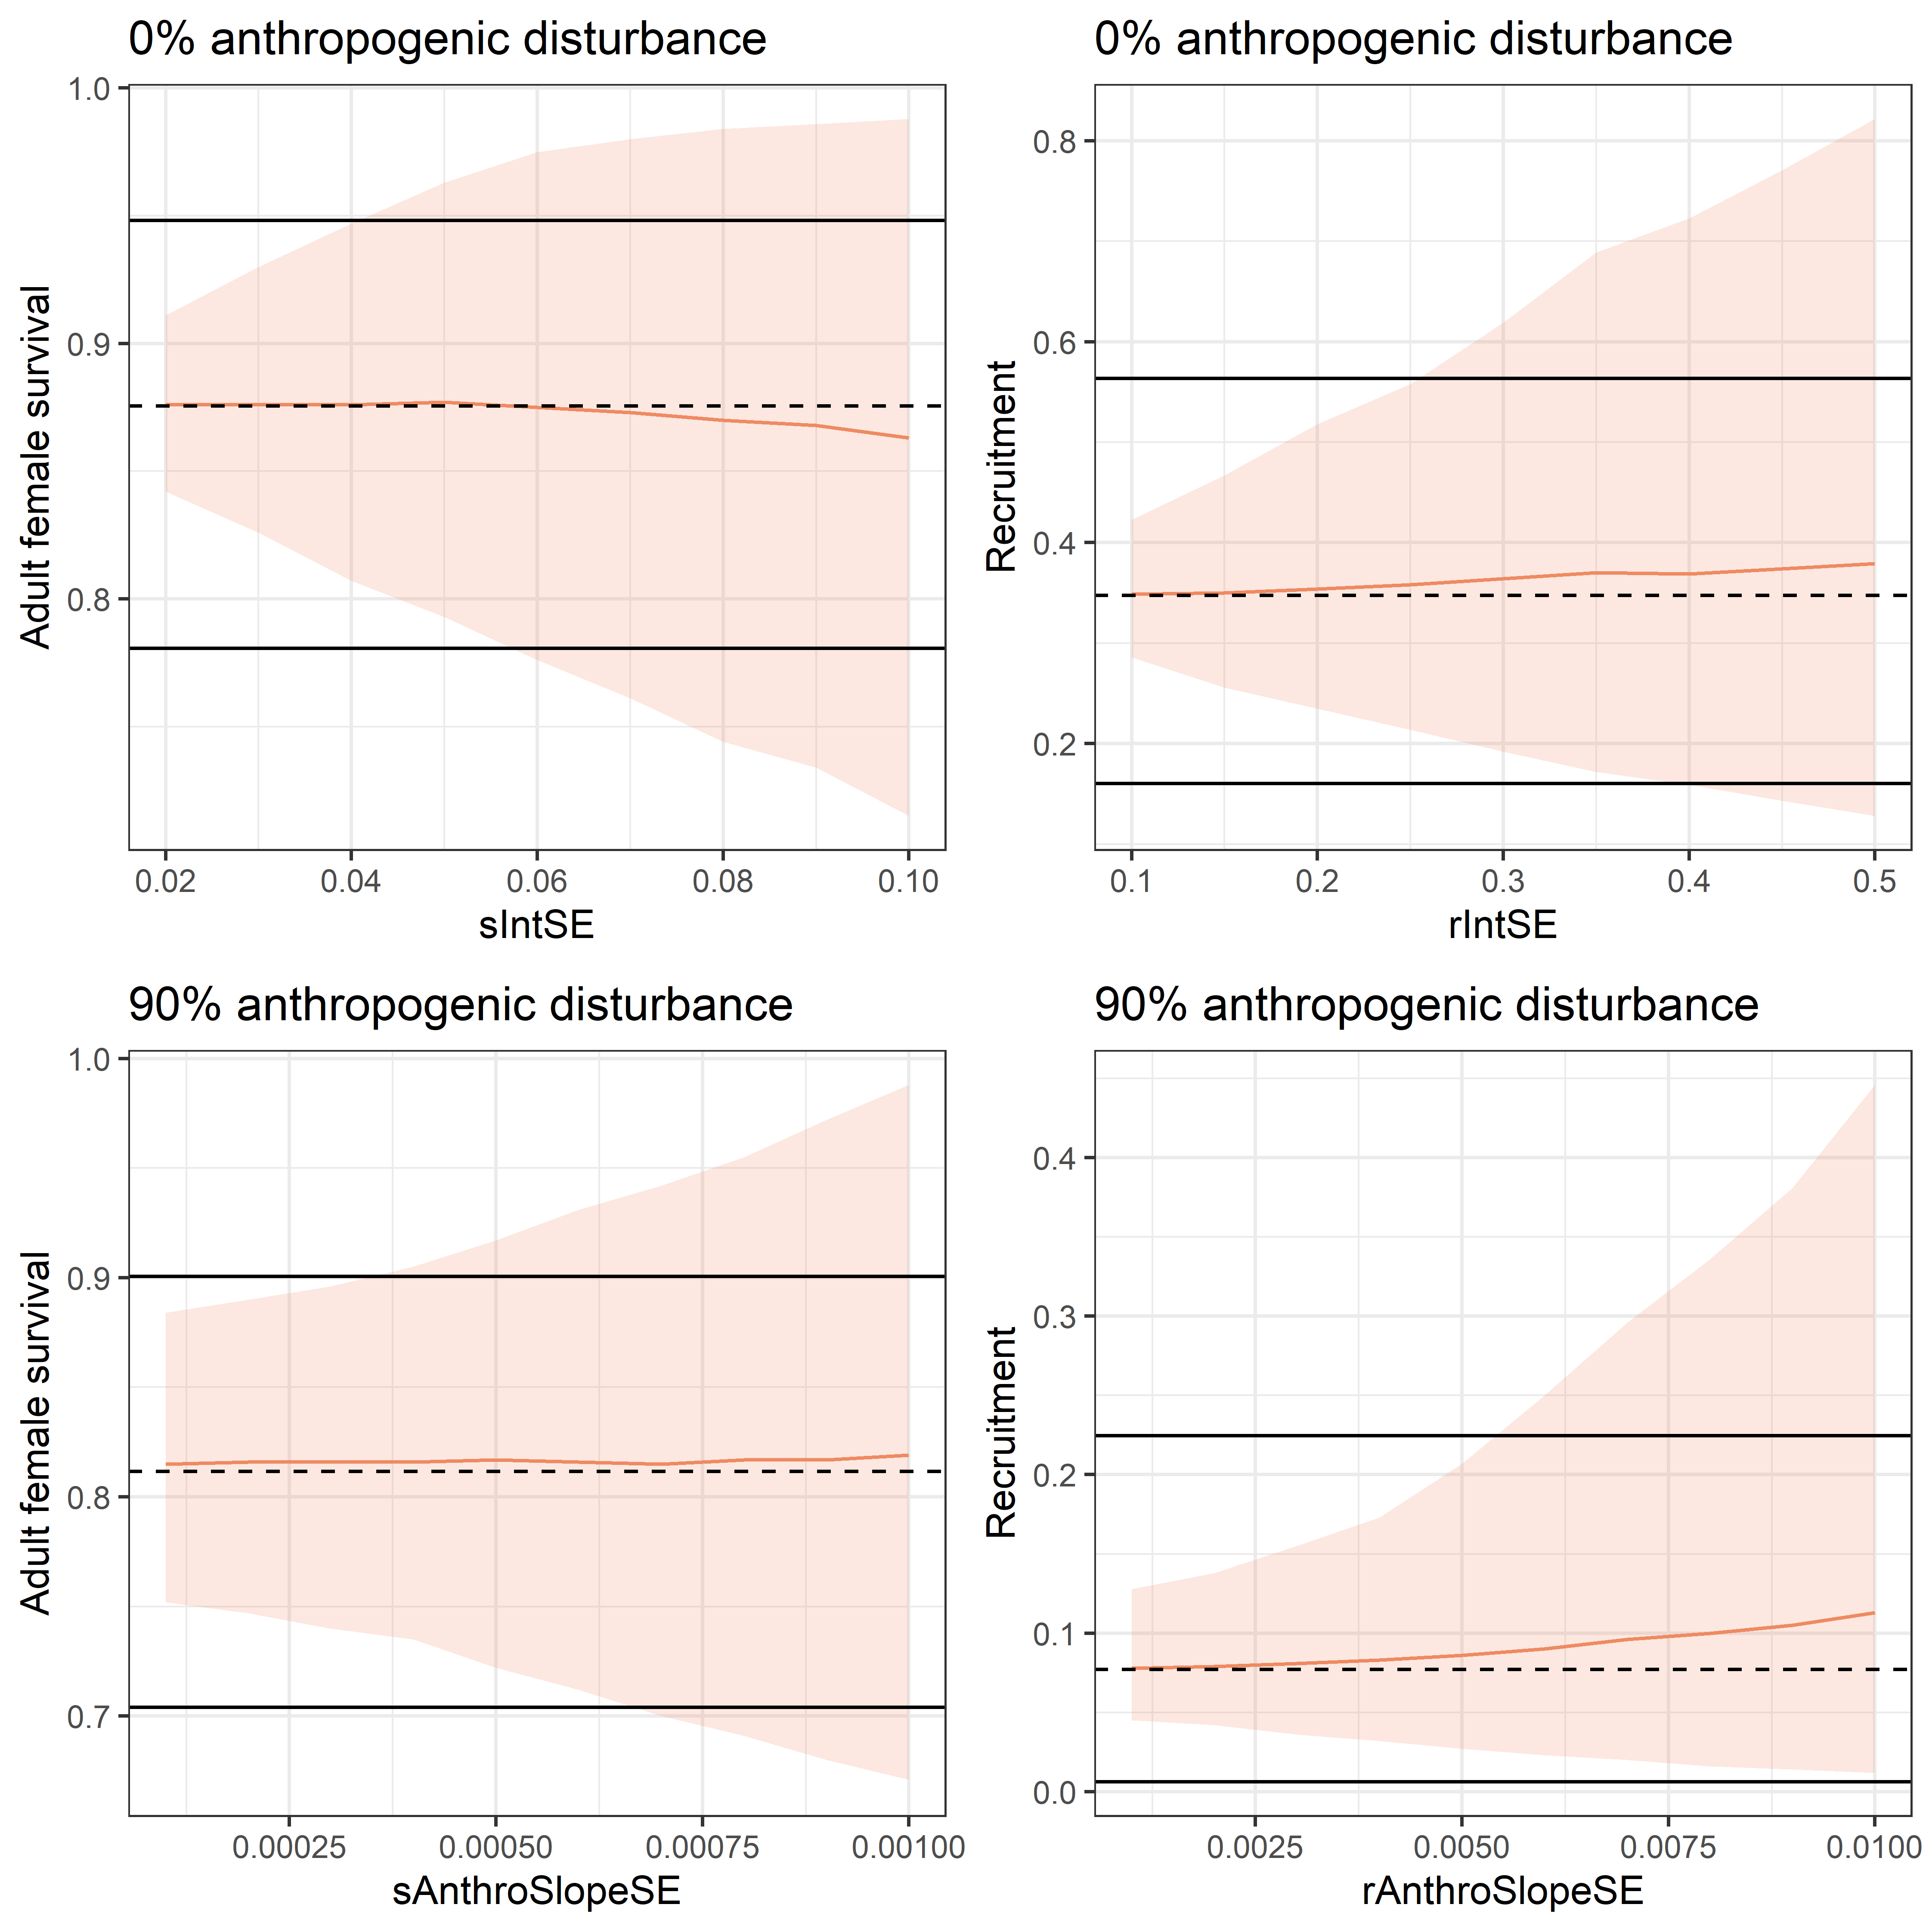 0% anthropogenic disturbance
1.0
0.9
0.8
Adult female survival
0.02 0.04 0.06 0.08 0.10
sIntSE
0% anthropogenic disturbance
0.8
0.6
0.4
0.2
Recruitment
0.1 0.2 0.3 0.4 0.5
rIntSE
90% anthropogenic disturbance
1.0
0.9
0.8
0.7
Adult female survival
0.00025 0.00050 0.00075 0.00100
sAnthroSlopeSE
90% anthropogenic disturbance
0.4
0.3
0.2
0.1
0.0
Recruitment
0.0025 0.0050 0.0075 0.0100
rAnthroSlopeSE